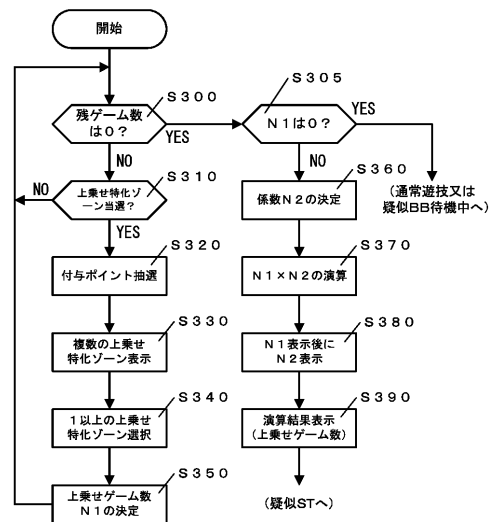 開始
S300
残ゲーム数
は0?
YES
NO
S305
N1は0?
YES
NO
(通常遊技又は
疑似BB待機中へ)
S310
上乗せ特化ゾ
ーン当選?
NO
YES
S320
付与ポイント抽選
S330
複数の上乗せ
特化ゾーン表示
S340
1以上の上乗せ
特化ゾーン選択
S350
上乗せゲーム数
N1の決定
S360
係数N2の決定
S370
N1×N2の演算
S380
N1表示後に
N2表示
S390
演算結果表示
(上乗せゲーム数)
(疑似STへ)